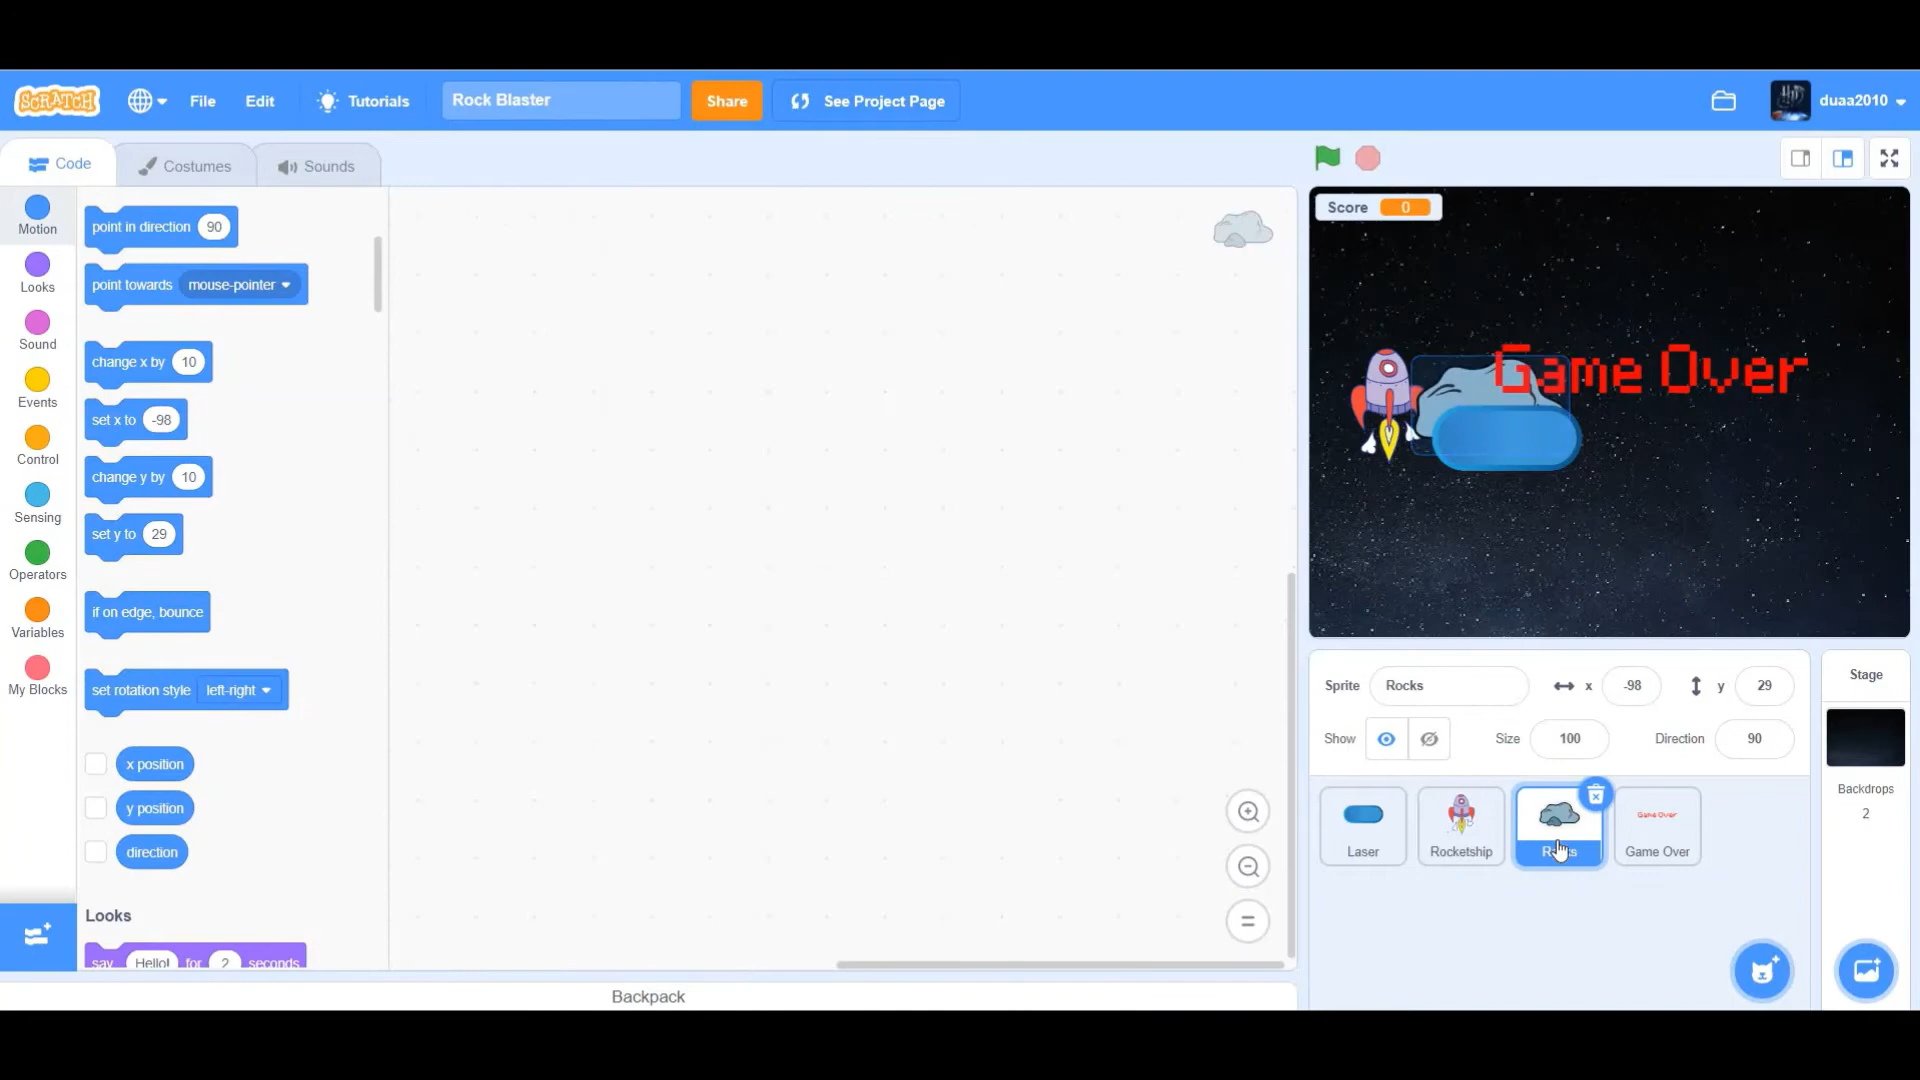 SCRATCH File Edit Tutorials Rock Blaster Share See Project Page duaa2010
Code Costumes Sounds
Motion
Looks
Sound
Events
Control
Sensing
Operators
Variables
My Blocks
point in direction 90
point towards mouse-pointer
change x by 10
set x to -98
change y by 10
set y to 29
if on edge, bounce
set rotation style left-right
x position
y position
direction
Looks
say Hello! for 2 seconds
Backpack
Score 0
Game Over
Sprite Rocks x -98 y 29
Show Size 100 Direction 90
Laser
Rocketship
Game Over
Game Over
Stage
Backdrops
2